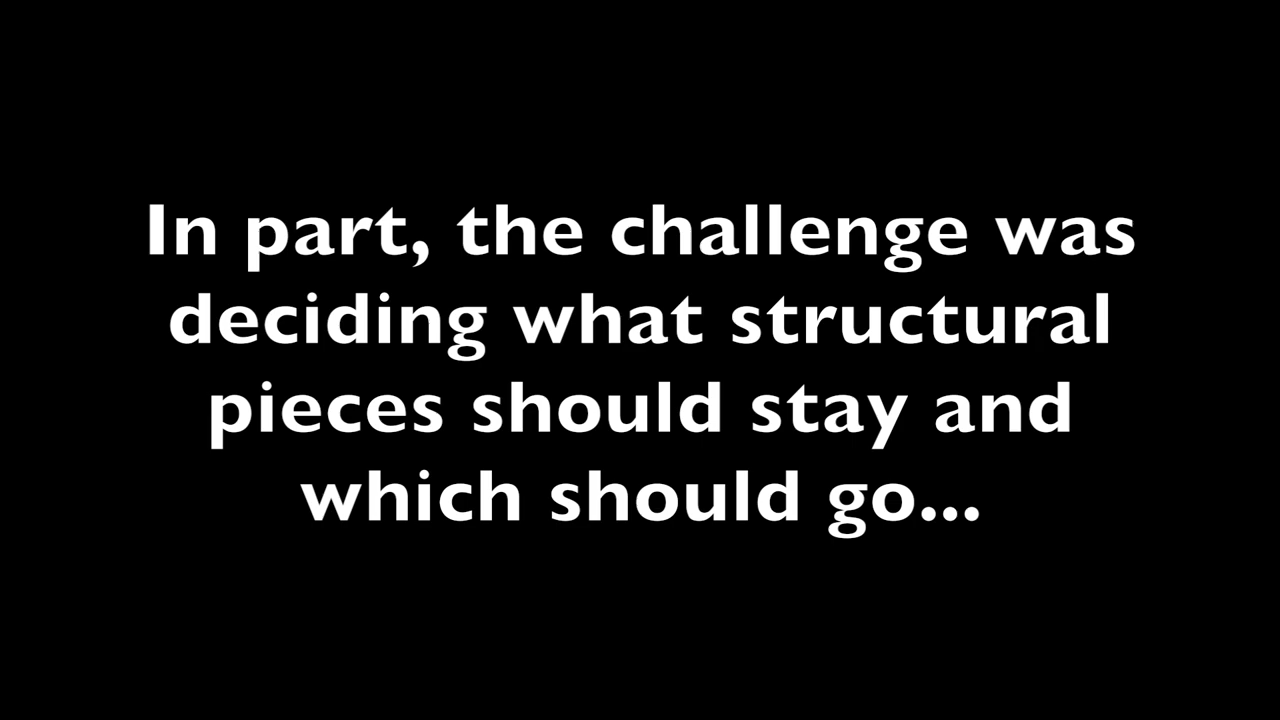 In part, the challenge was
deciding what structural
pieces should stay and
which should go...